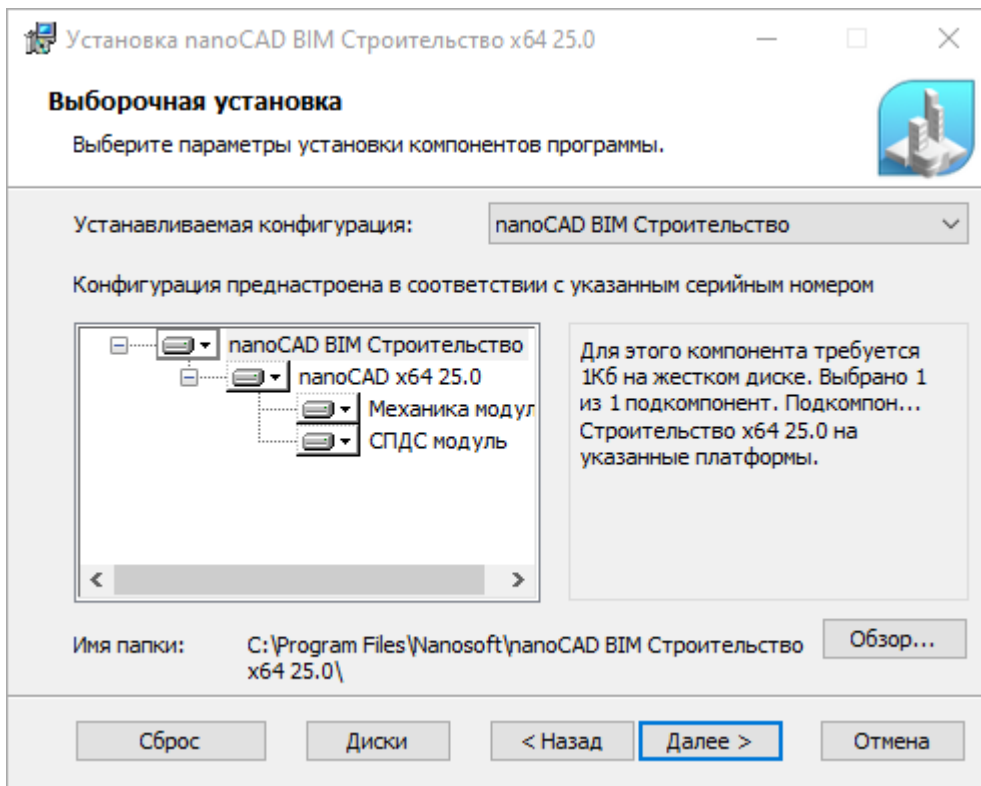 Установка nanoCAD BIM Строительство x64 25.0
Выборочная установка
Выберите параметры установки компонентов программы.
Устанавливаемая конфигурация:
nanoCAD BIM Строительство
Конфигурация преднастроена в соответствии с указанным серийным номером
nanoCAD BIM Строительство
nanoCAD x64 25.0
Механика модул
СПДС модуль
Для этого компонента требуется
1Кб на жестком диске. Выбрано 1
из 1 подкомпонент. Подкомпон...
Строительство x64 25.0 на
указанные платформы.
Имя папки:
C:\Program Files\Nanosoft\nanoCAD BIM Строительство
x64 25.0\
Обзор...
Сброс
Диски
< Назад
Далее >
Отмена